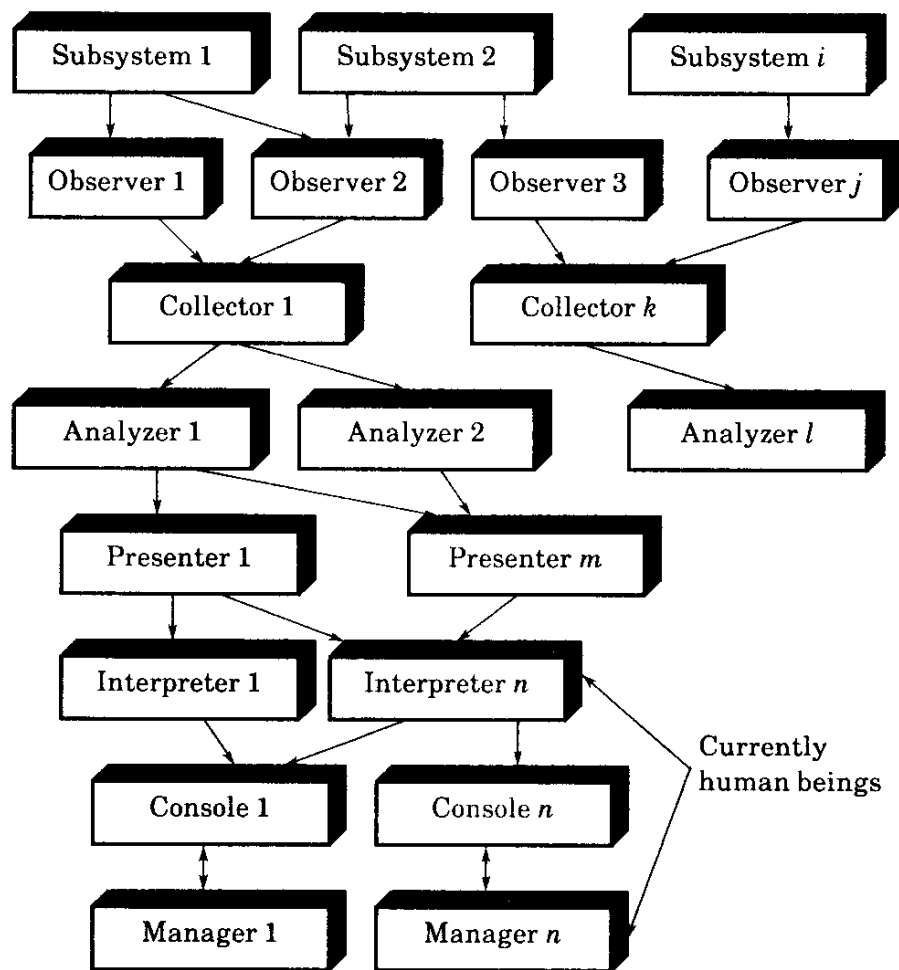 Subsystem 1
Subsystem 2
Subsystem i
Observer 1
Observer 2
Observer 3
Observer j
Collector 1
Collector k
Analyzer 1
Analyzer 2
Analyzer l
Presenter 1
Presenter m
Interpreter 1
Interpreter n
Currently
human beings
Console 1
Console n
Manager 1
Manager n